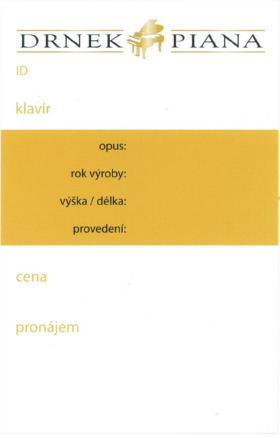 DRNEK PIANA
ID
klavír
opus:
rok výroby:
výška / délka:
provedení:
cena
pronájem